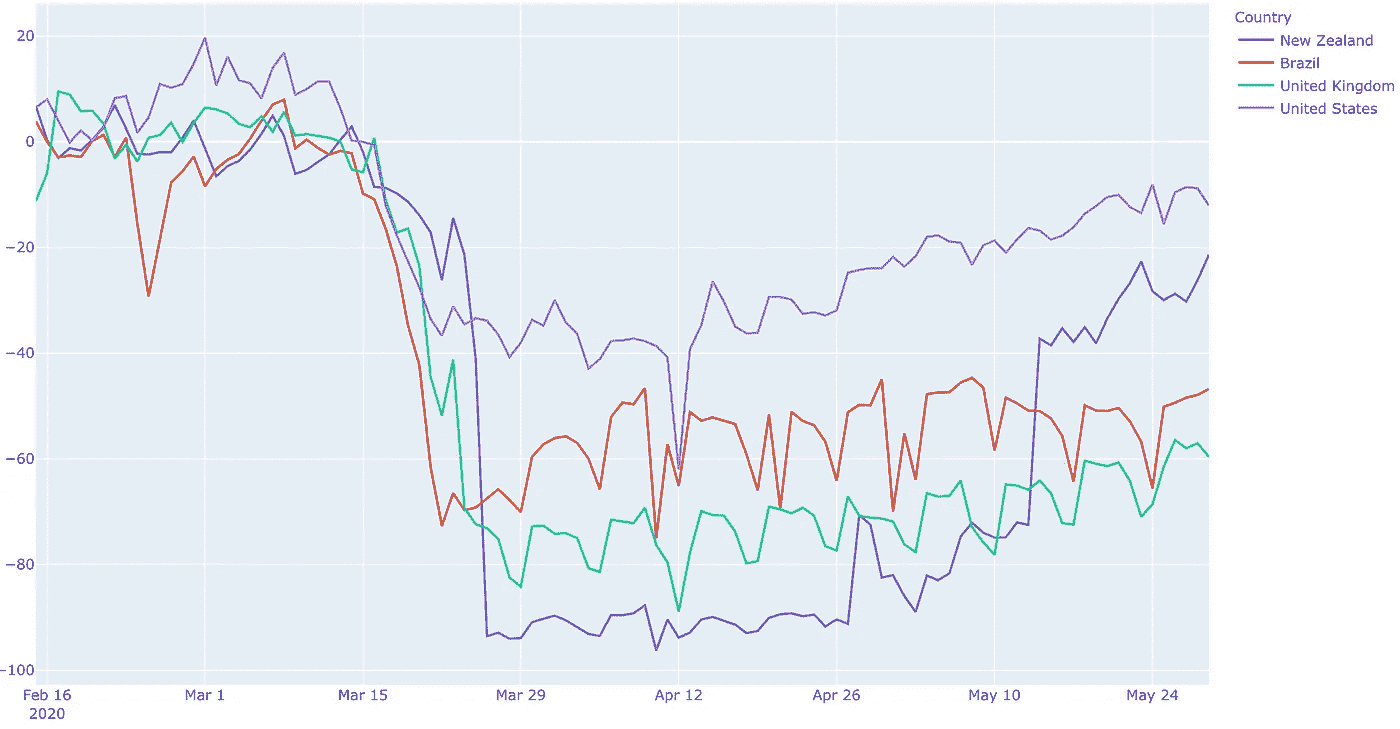 Country
New Zealand
Brazil
United Kingdom
United States
20
0
−20
−40
−60
−80
−100
Feb 16 Mar 1 Mar 15 Mar 29 Apr 12 Apr 26 May 10 May 24
2020